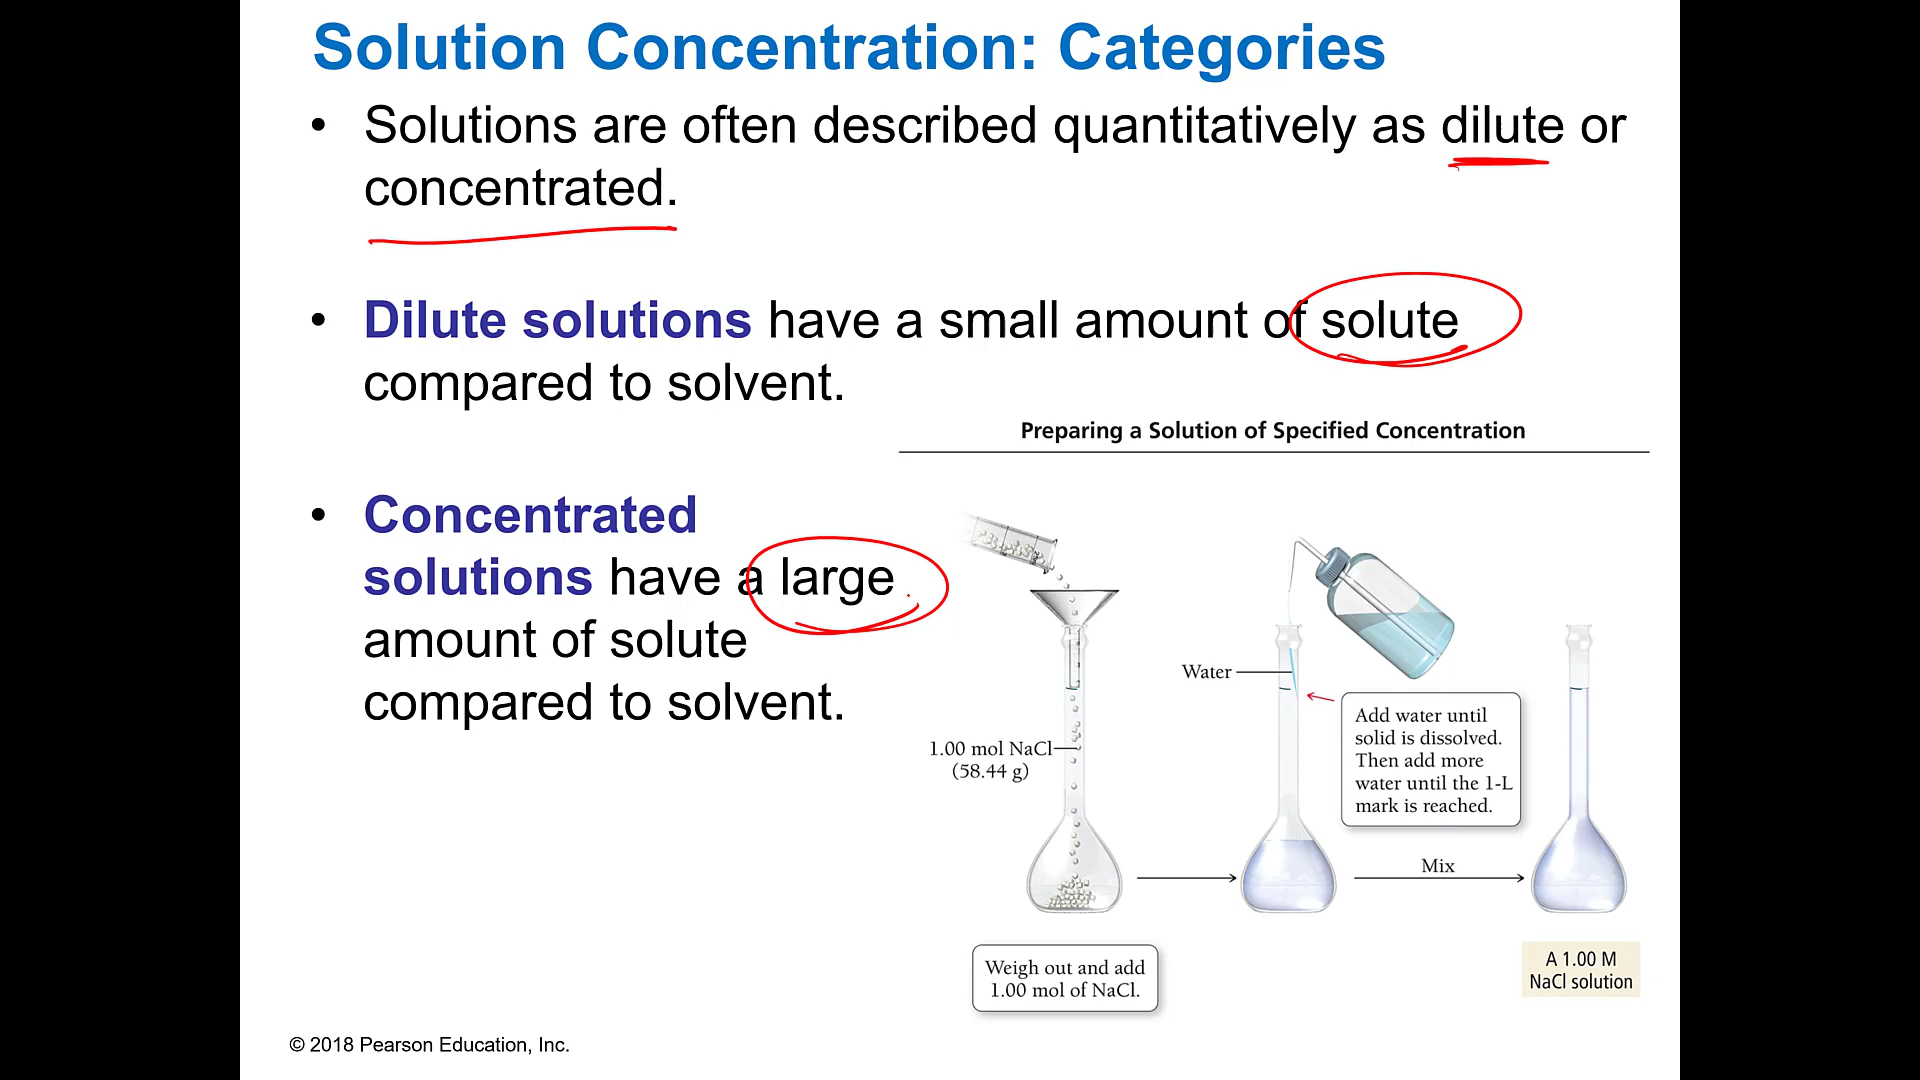 Solution Concentration: Categories
• Solutions are often described quantitatively as dilute or
concentrated.
• Dilute solutions have a small amount of solute
compared to solvent.
• Concentrated
solutions have a large
amount of solute
compared to solvent.
Preparing a Solution of Specified Concentration
1.00 mol NaCl
(58.44 g)
Weigh out and add
1.00 mol of NaCl.
Water
Add water until
solid is dissolved.
Then add more
water until the 1-L
mark is reached.
Mix
A 1.00 M
NaCl solution
© 2018 Pearson Education, Inc.